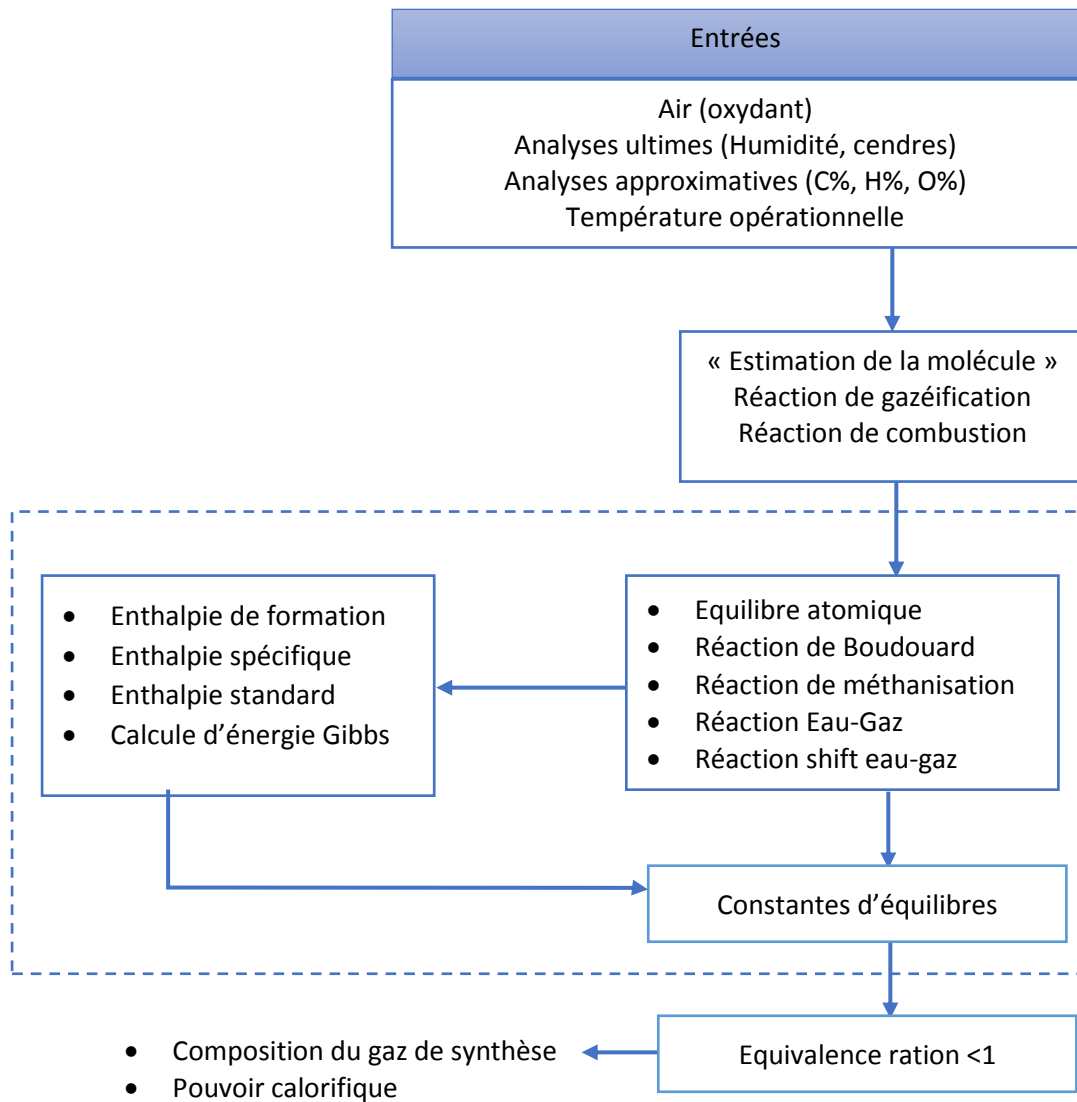 Entrées
Air (oxydant)
Analyses ultimes (Humidité, cendres)
Analyses approximatives (C%, H%, O%)
Température opérationnelle
« Estimation de la molécule »
Réaction de gazéification
Réaction de combustion
• Enthalpie de formation
• Enthalpie spécifique
• Enthalpie standard
• Calcule d’énergie Gibbs
• Equilibre atomique
• Réaction de Boudouard
• Réaction de méthanisation
• Réaction Eau-Gaz
• Réaction shift eau-gaz
Constantes d’équilibres
Equivalence ration <1
• Composition du gaz de synthèse
• Pouvoir calorifique